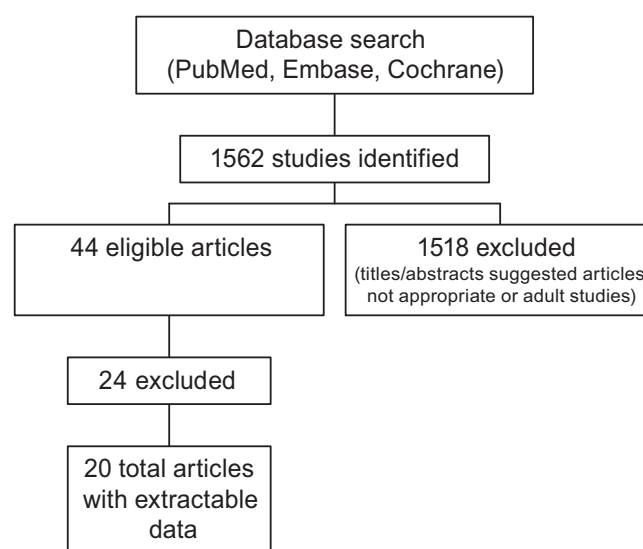 Database search
(PubMed, Embase, Cochrane)
1562 studies identified
44 eligible articles
1518 excluded
(titles/abstracts suggested articles
not appropriate or adult studies)
24 excluded
20 total articles
with extractable
data